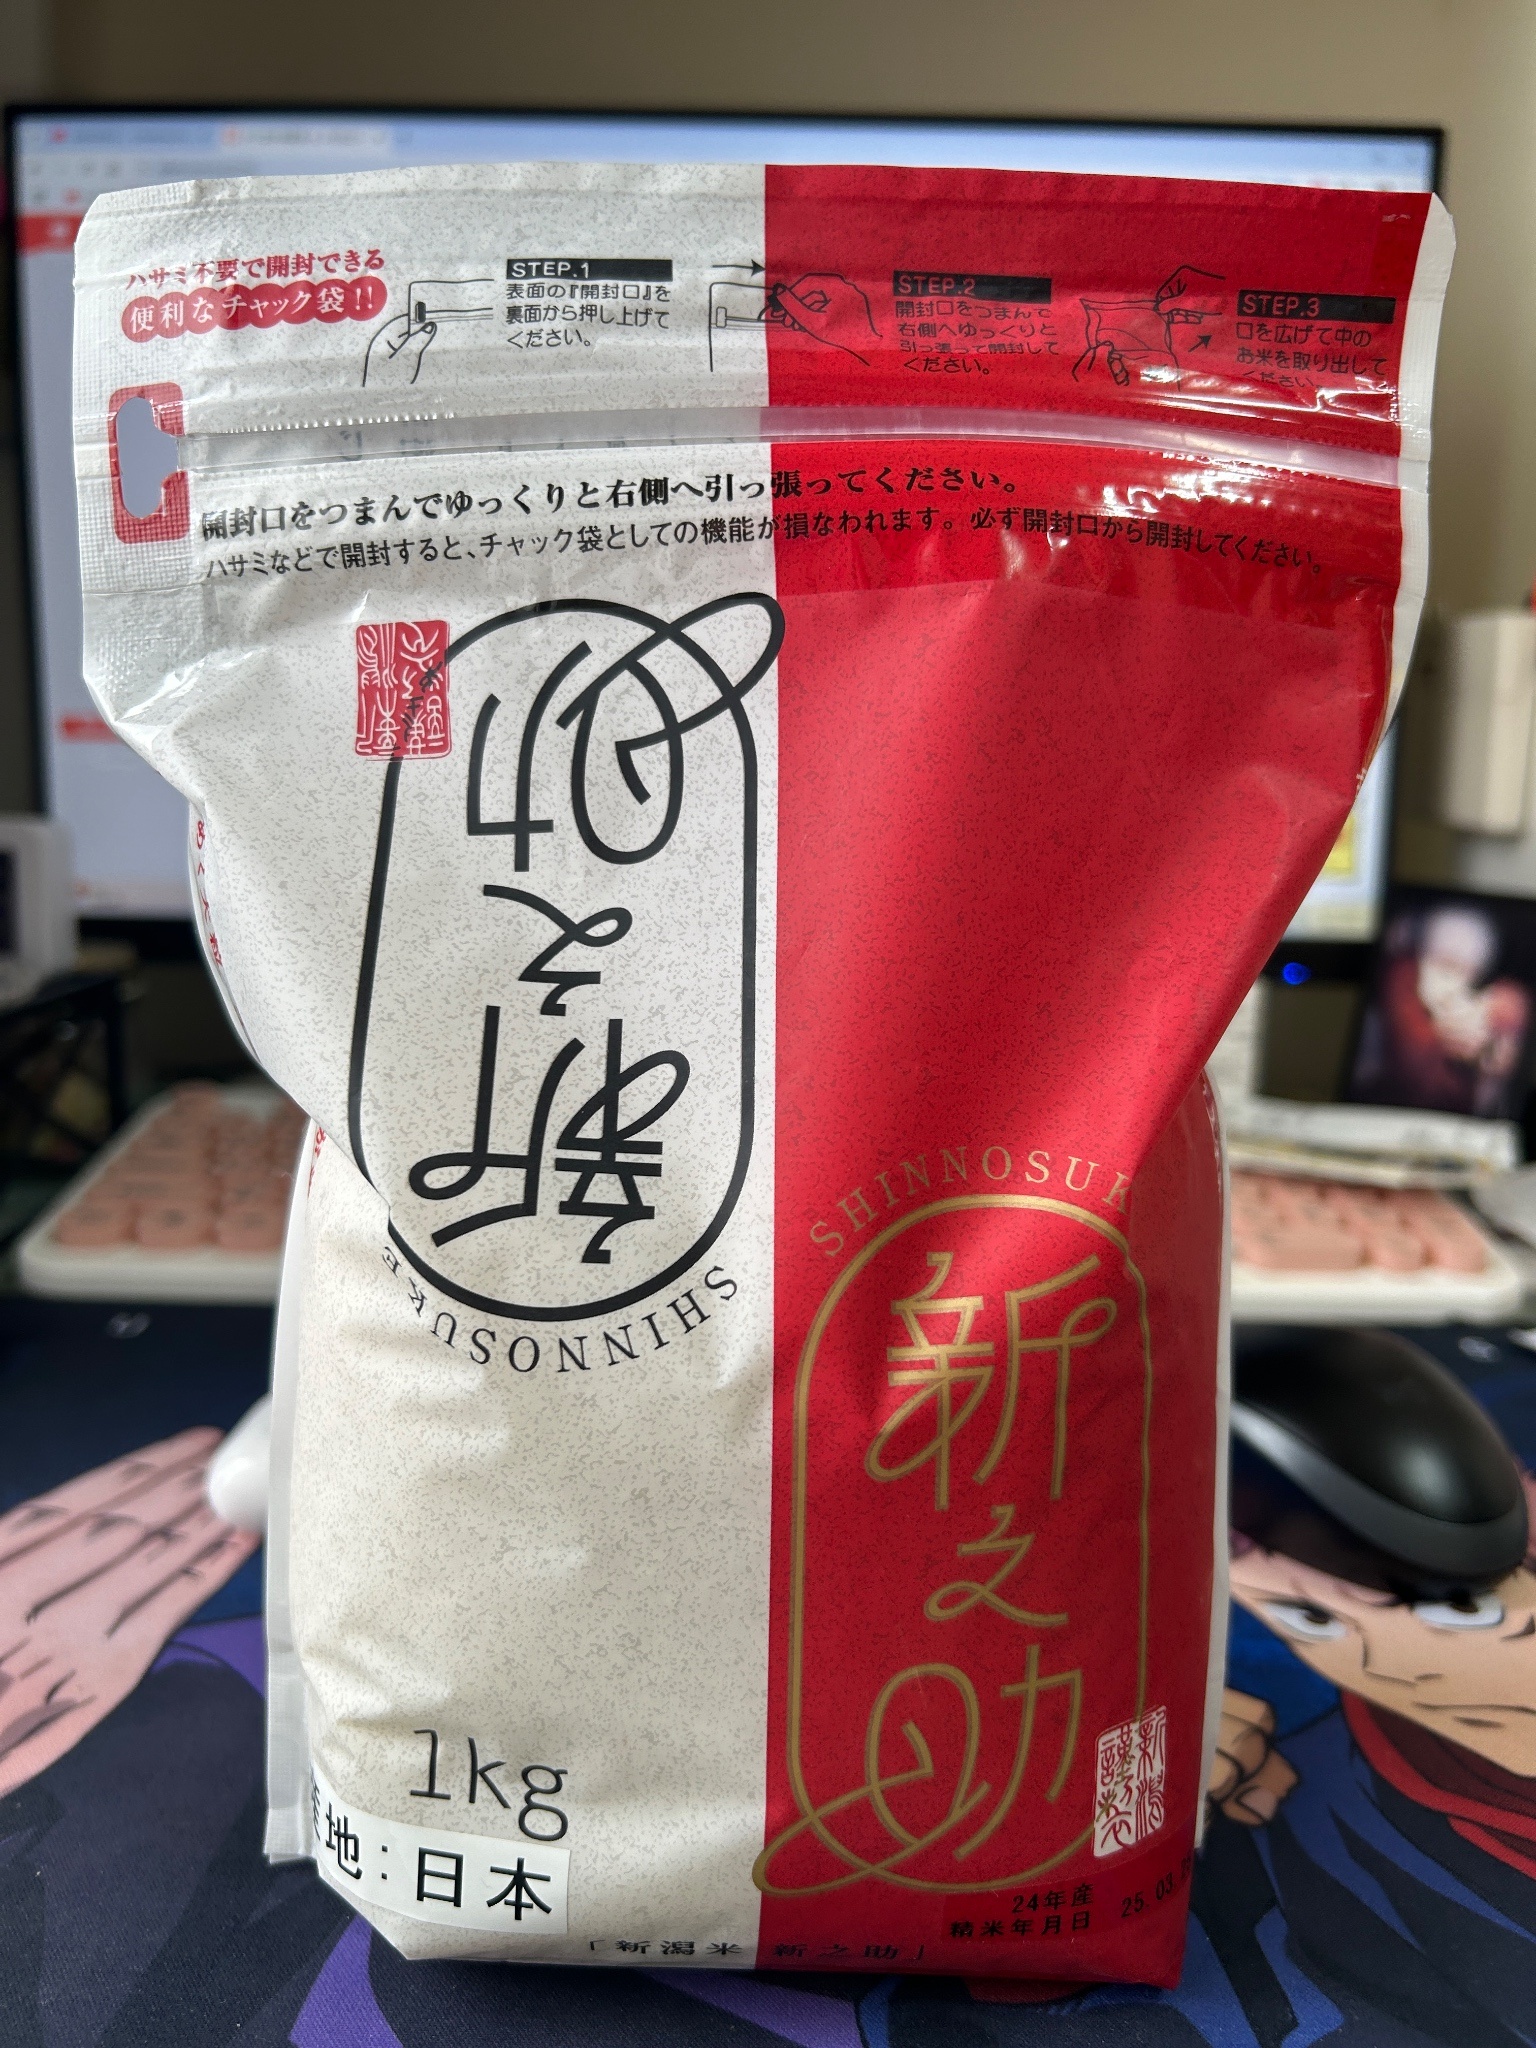 ハサミ不要で開封できる
便利なチャック袋!!
STEP.1
表面の『開封口』を
裏面から押し上げて
ください。
STEP.2
開封口をつまんで
右側へゆっくりと
引っ張って開封して
ください。
STEP.3
口を広げて中の
お米を取り出して
ください。
開封口をつまんでゆっくりと右側へ引っ張ってください。
ハサミなどで開封すると、チャック袋としての機能が損なわれます。必ず開封口から開封してください。
新之助
SHINNOSUKE
SHINNOSUK
新之助
1kg
地:日本
24年産
精米年月日 25.03.
「新潟米 新之助」